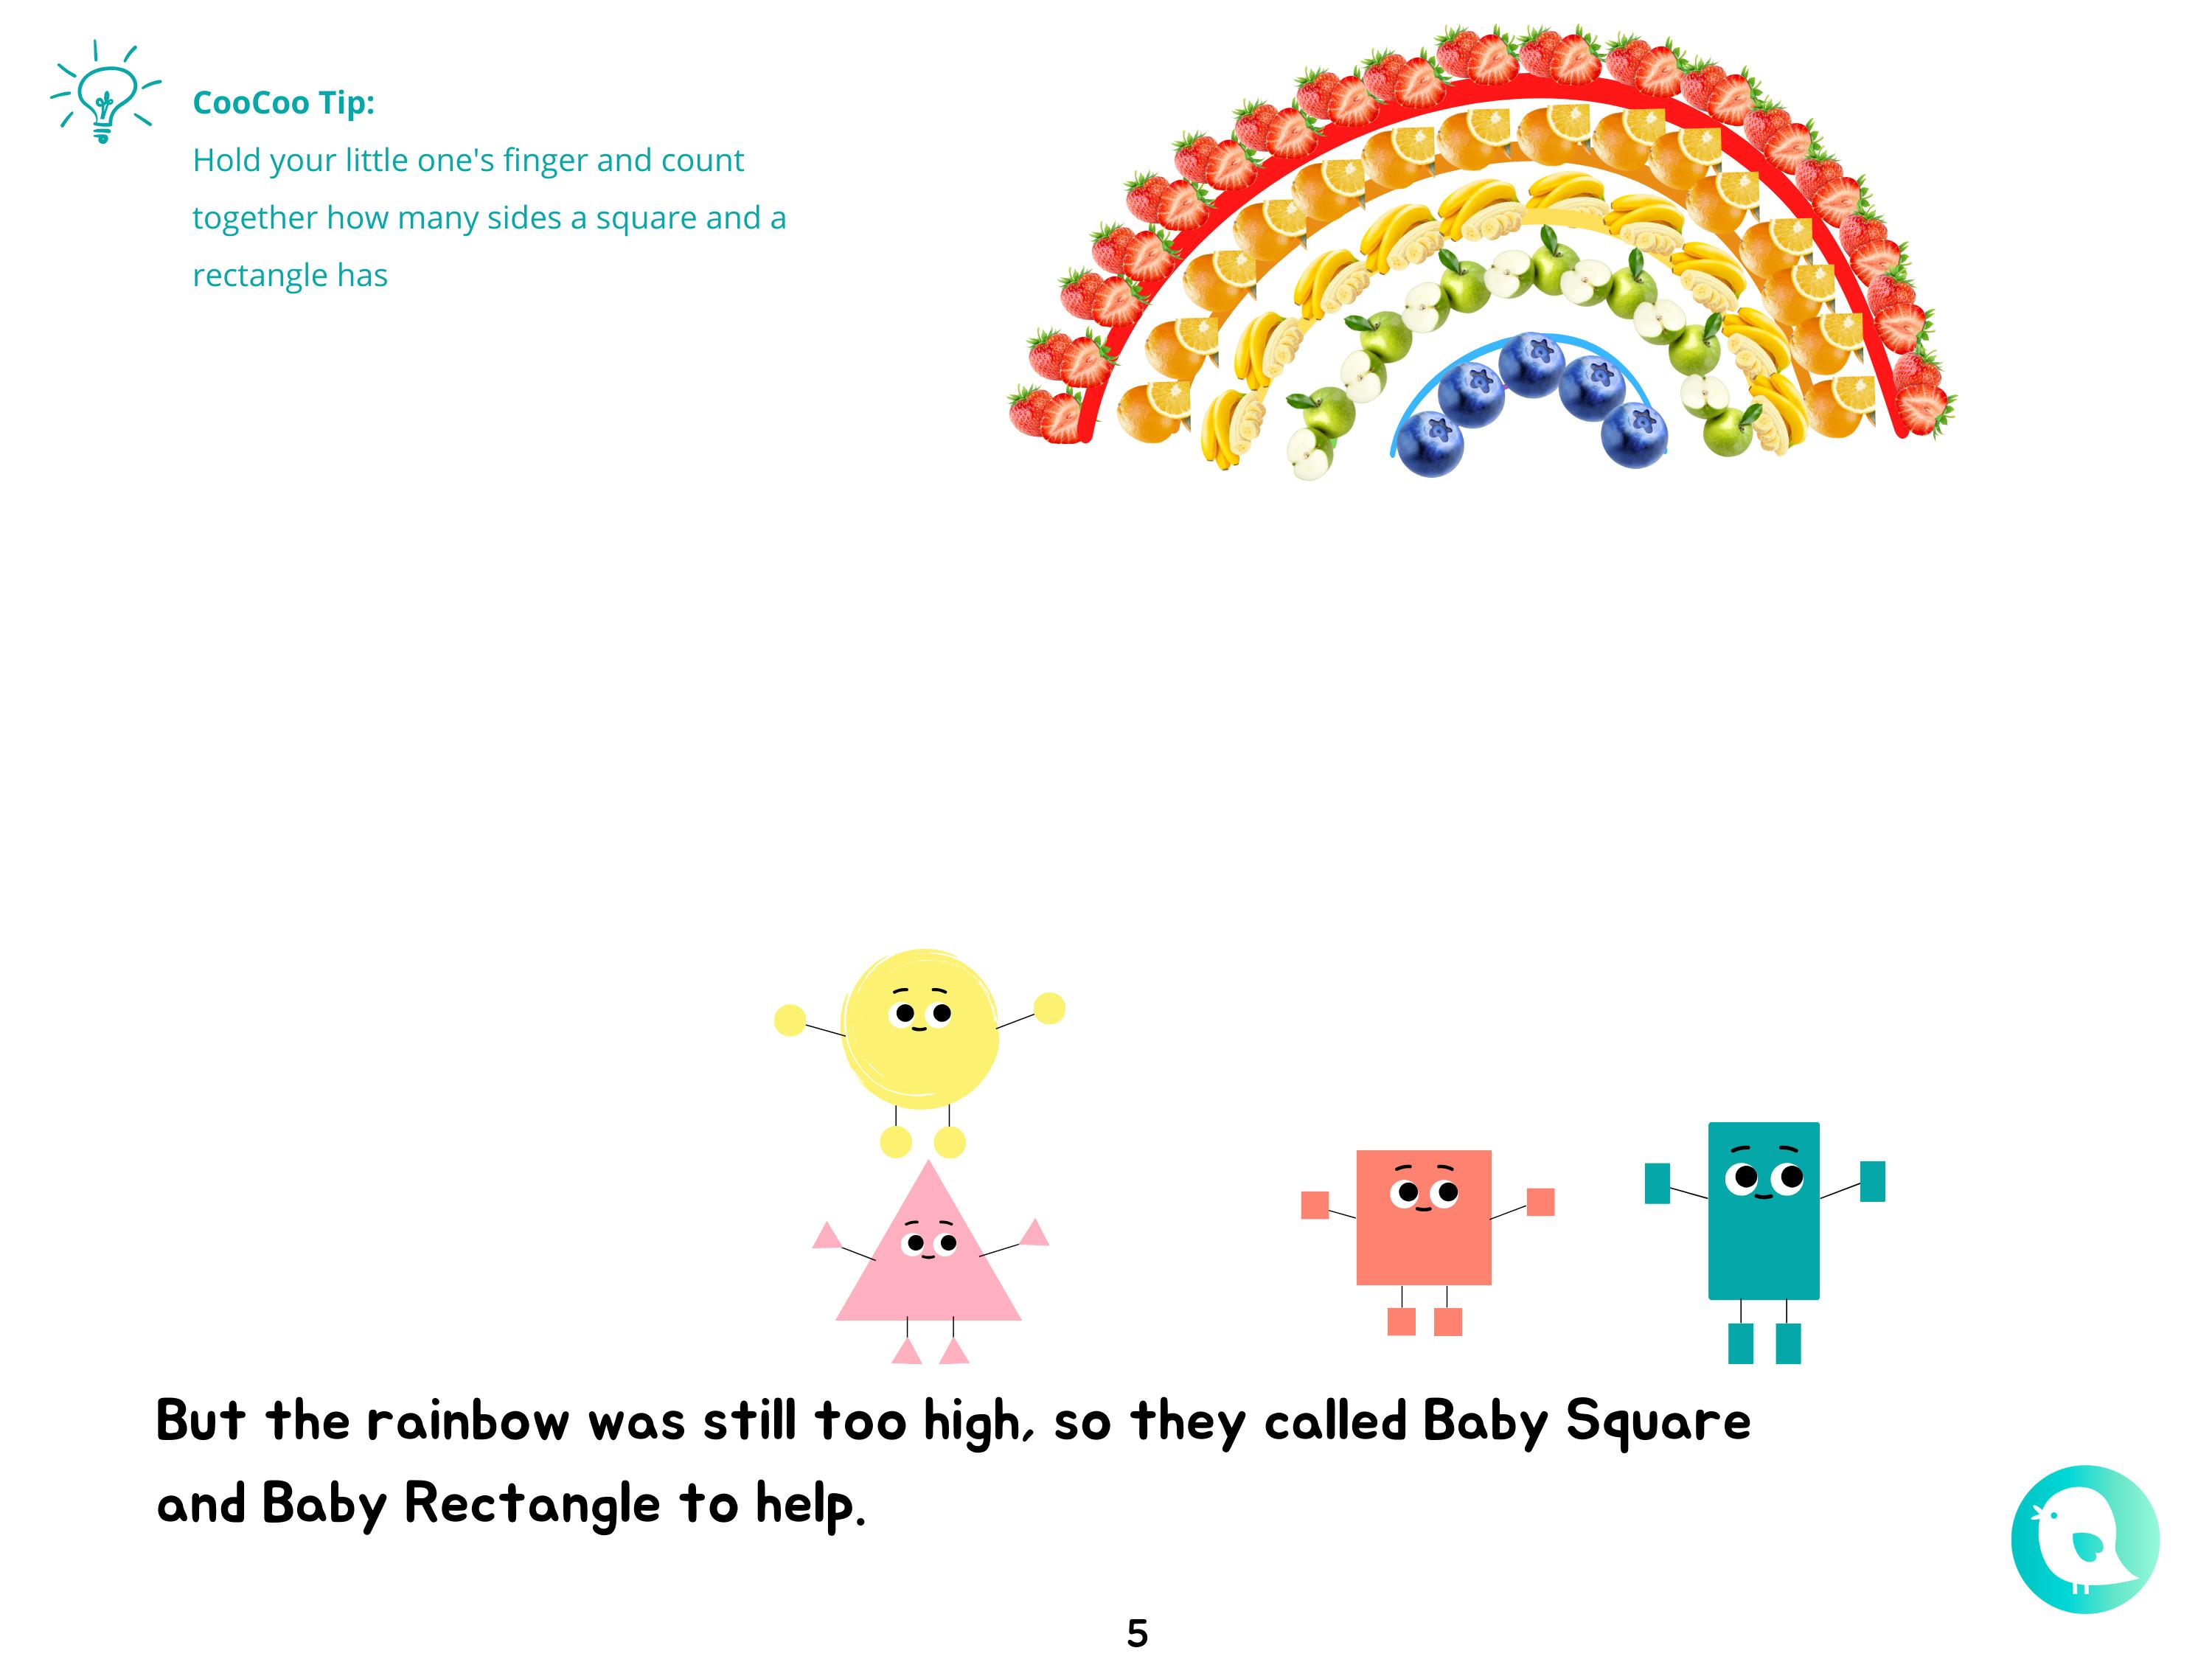 CooCoo Tip:
Hold your little one's finger and count
together how many sides a square and a
rectangle has
But the rainbow was still too high, so they called Baby Square
and Baby Rectangle to help.
5